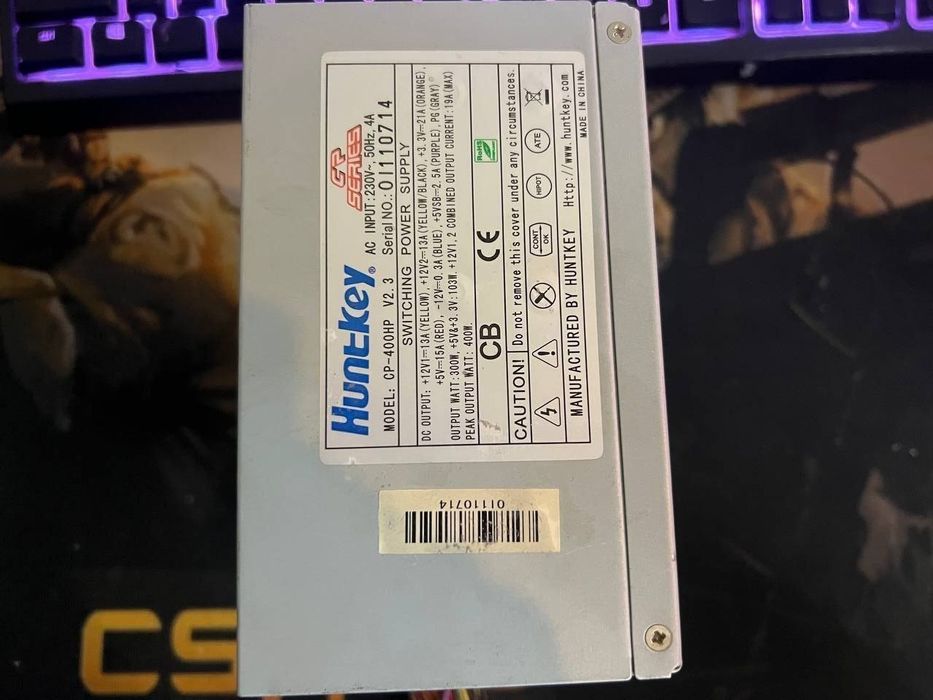 Huntkey® CP SERIES
MODEL: CP-400HP V2.3 AC INPUT:230V~, 50Hz, 4A
Serial NO.: 01110714
SWITCHING POWER SUPPLY
DC OUTPUT: +12V1⎓13A(YELLOW), +12V2⎓13A(YELLOW/BLACK), +3.3V⎓21A(ORANGE),
+5V⎓15A(RED), -12V⎓0.3A(BLUE), +5VSB⎓2.5A(PURPLE), PG(GRAY)
OUTPUT WATT:300W, +5V&+3.3V:103W, +12V1,2 COMBINED OUTPUT CURRENT:19A(MAX)
PEAK OUTPUT WATT: 400W.
CB CE RoHS
CAUTION! Do not remove this cover under any circumstances.
CONT OK HIPOT ATE
MANUFACTURED BY HUNTKEY Http://www.huntkey.com
MADE IN CHINA
01110714
CS